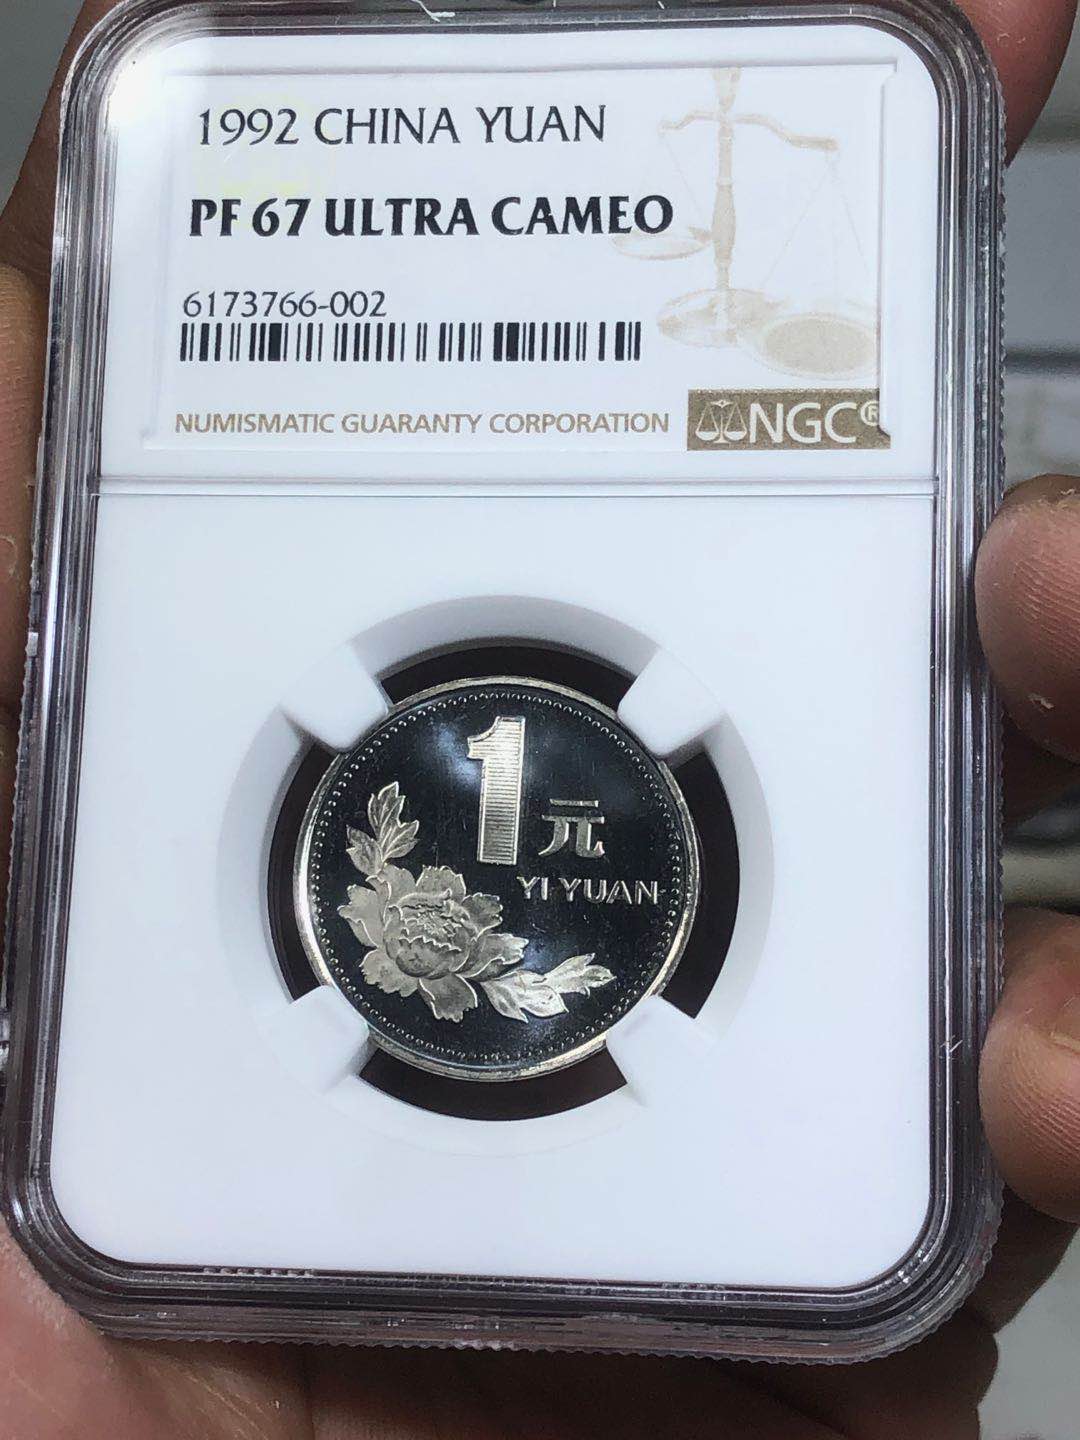 1992 CHINA YUAN
PF 67 ULTRA CAMEO
6173766-002
NUMISMATIC GUARANTY CORPORATION
NGC®
1
元
YI YUAN